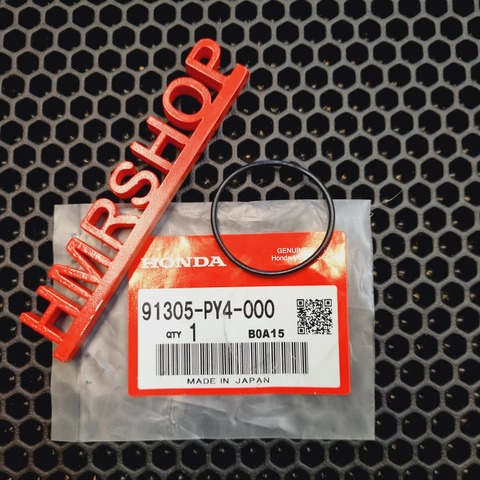 HMRSHOP
HONDA
GENUINE
Honda
91305-PY4-000
QTY 1 B0A15
MADE IN JAPAN